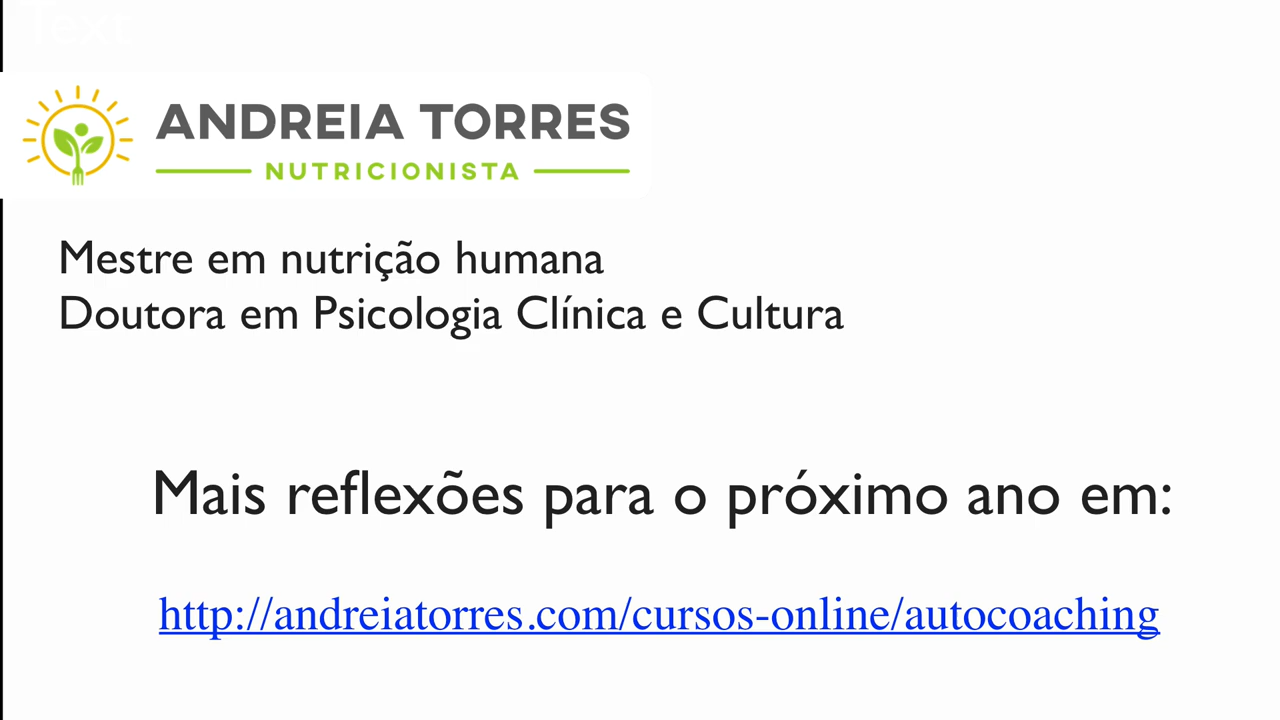 Text
ANDREIA TORRES
NUTRICIONISTA
Mestre em nutrição humana
Doutora em Psicologia Clínica e Cultura
Mais reflexões para o próximo ano em:
http://andreiatorres.com/cursos-online/autocoaching